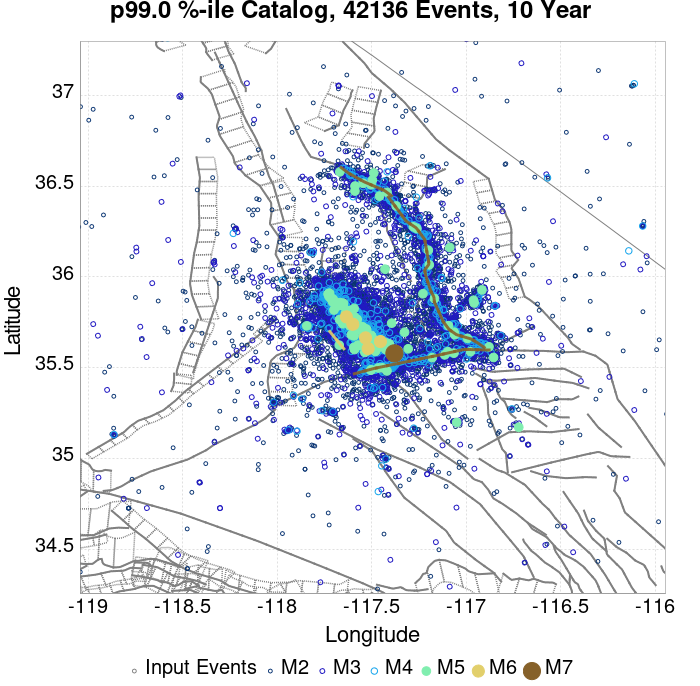 p99.0 %-ile Catalog, 42136 Events, 10 Year
37
36.5
36
35.5
35
34.5
Latitude
-119 -118.5 -118 -117.5 -117 -116.5 -116
Longitude
Input Events M2 M3 M4 M5 M6 M7